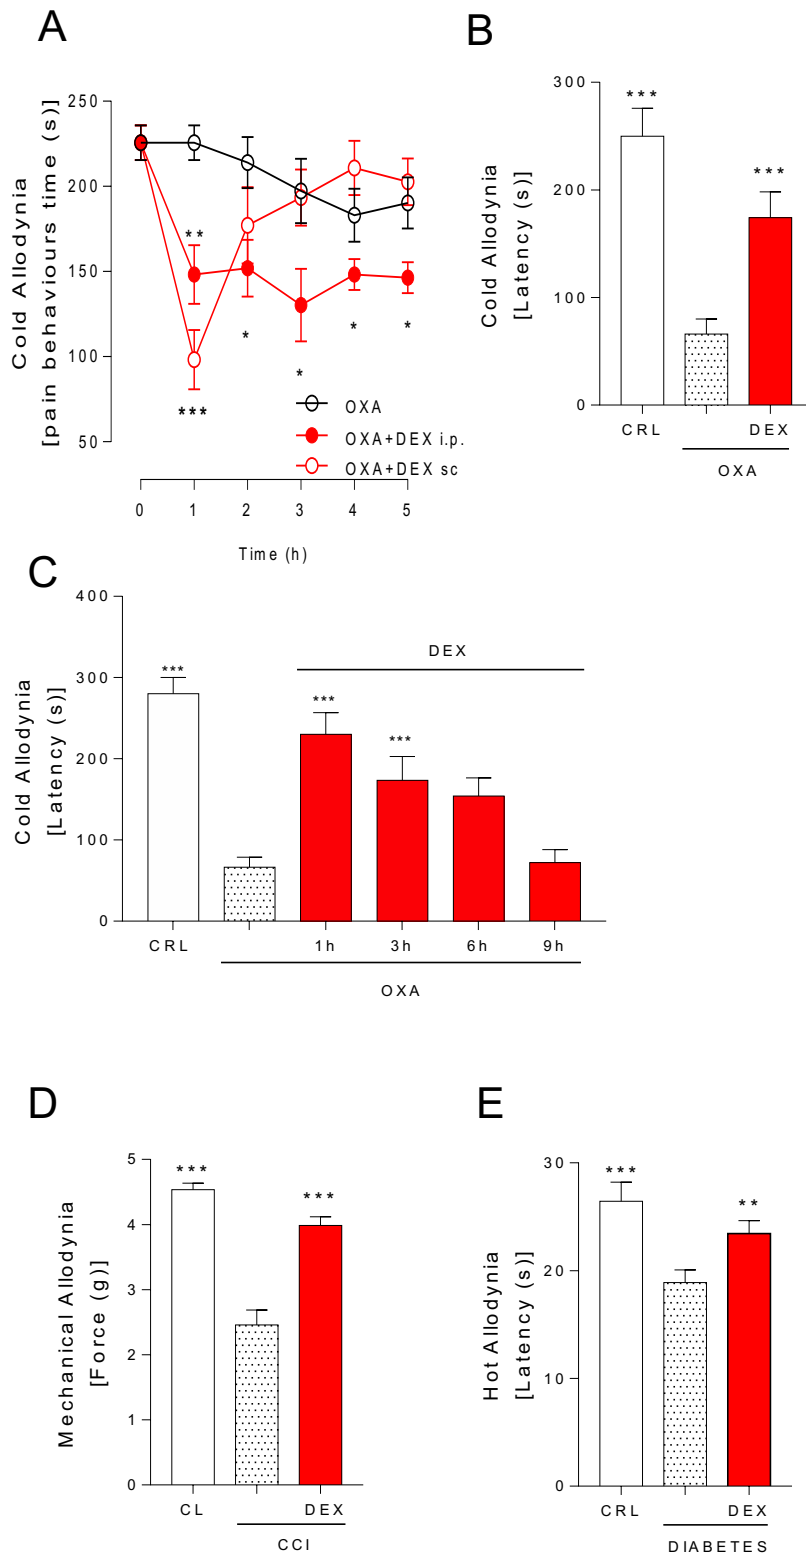 A
Cold Allodynia
[pain behaviours time (s)]
250
200
150
100
50
**
***
*
*
*
*
OXA
OXA+DEX i.p.
OXA+DEX sc
0 1 2 3 4 5
Time (h)
B
Cold Allodynia
[Latency (s)]
300
200
100
0
***
***
CRL DEX
OXA
C
Cold Allodynia
[Latency (s)]
400
300
200
100
0
DEX
***
***
***
CRL 1h 3h 6h 9h
OXA
D
Mechanical Allodynia
[Force (g)]
5
4
3
2
1
0
***
***
CL DEX
CCI
E
Hot Allodynia
[Latency (s)]
30
20
10
0
***
**
CRL DEX
DIABETES